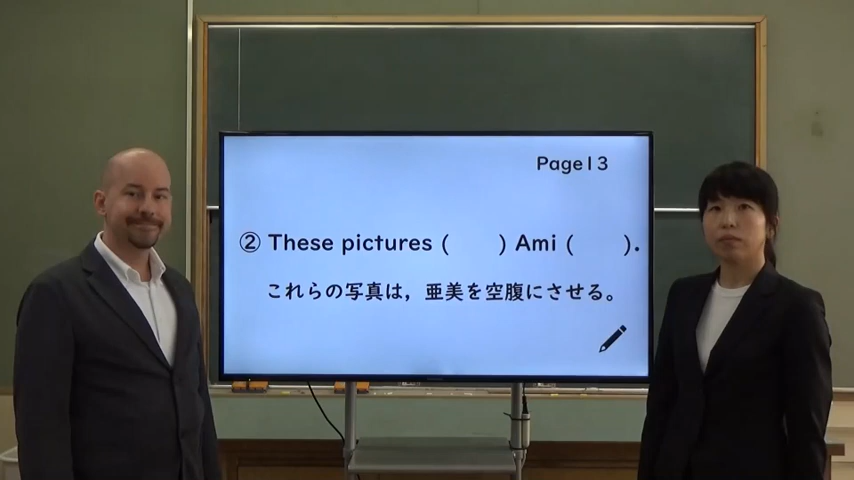 Page13
② These pictures (　　) Ami (　　).
これらの写真は，亜美を空腹にさせる。